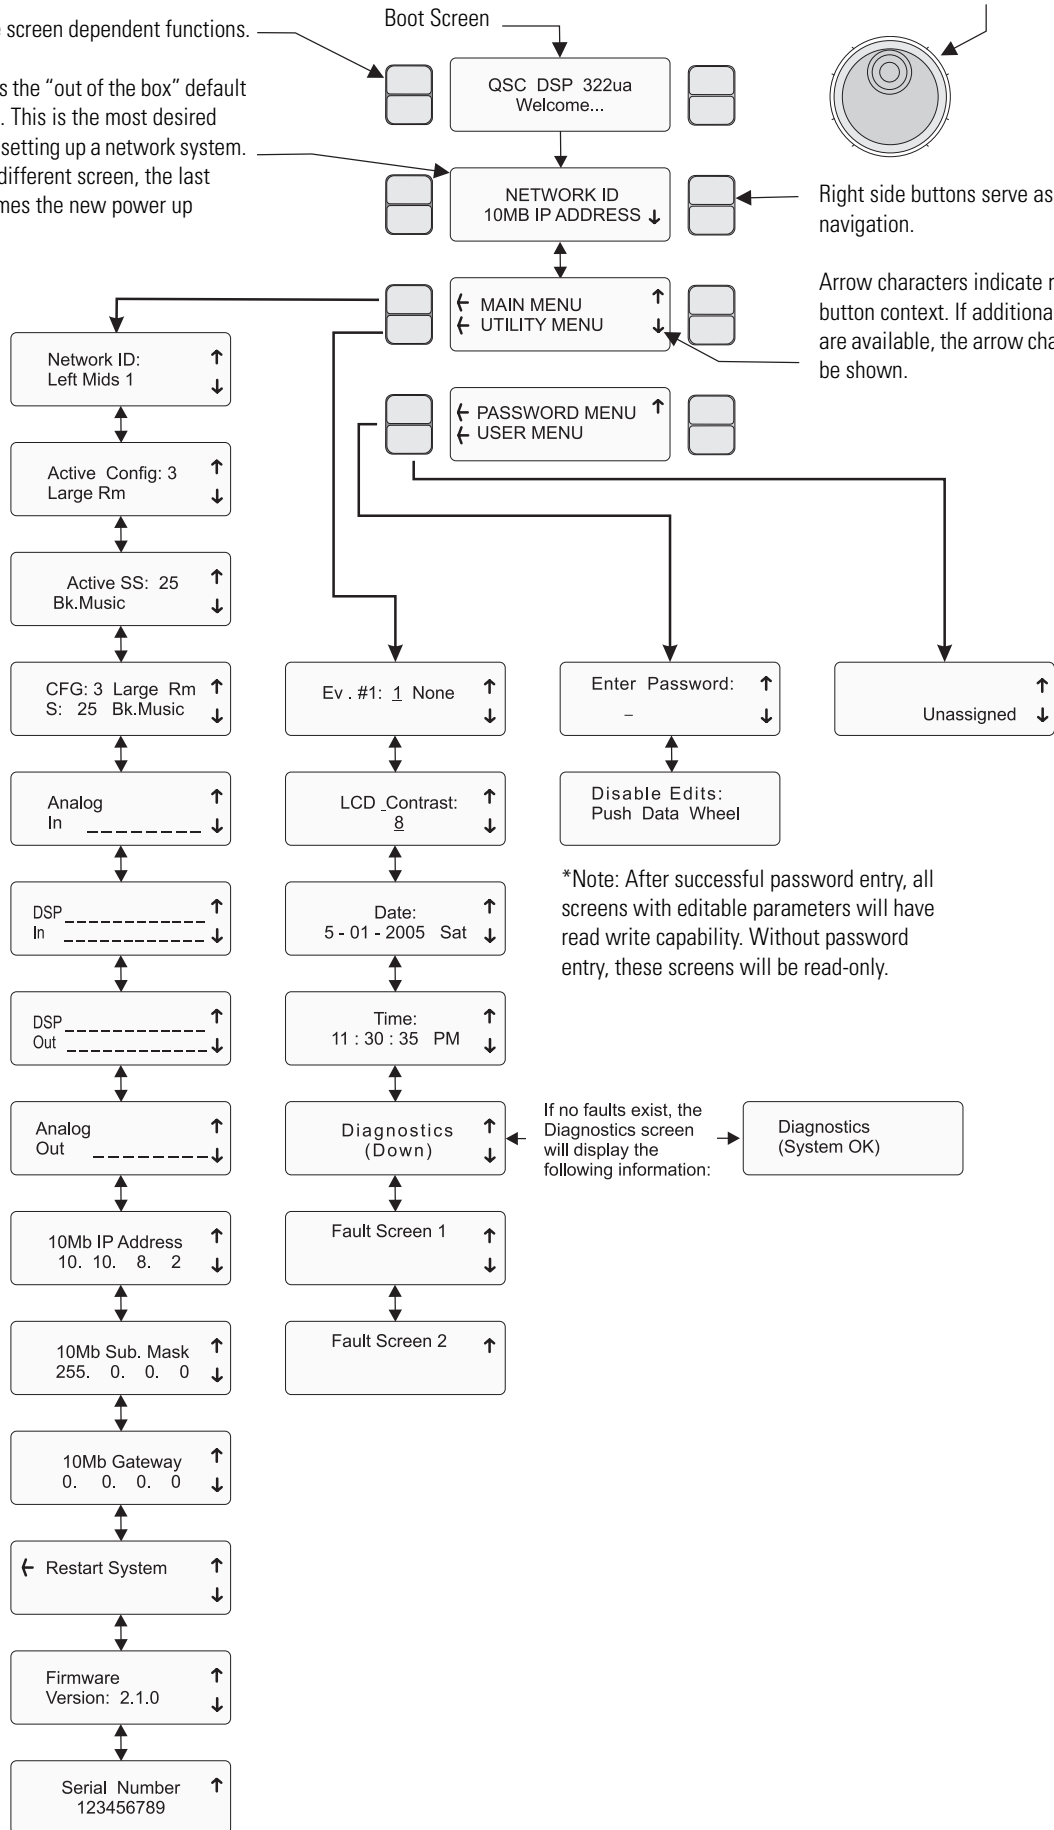 e screen dependent functions.
s the “out of the box” default
. This is the most desired
setting up a network system.
different screen, the last
mes the new power up
Boot Screen
QSC DSP 322ua
Welcome...
NETWORK ID
10MB IP ADDRESS ↓
Right side buttons serve as
navigation.
← MAIN MENU ↑
← UTILITY MENU ↓
Arrow characters indicate
button context. If additiona
are available, the arrow cha
be shown.
← PASSWORD MENU ↑
← USER MENU
Network ID: ↑
Left Mids 1 ↓
Active Config: 3 ↑
Large Rm ↓
Active SS: 25 ↑
Bk.Music ↓
CFG: 3 Large Rm ↑
S: 25 Bk.Music ↓
Analog ↑
In _ _ _ _ _ _ _ _ ↓
DSP _ _ _ _ _ _ _ _ _ _ ↑
In _ _ _ _ _ _ _ _ _ _ ↓
DSP _ _ _ _ _ _ _ _ _ _ ↑
Out _ _ _ _ _ _ _ _ _ _ ↓
Analog ↑
Out _ _ _ _ _ _ _ _ ↓
10Mb IP Address ↑
10. 10. 8. 2 ↓
10Mb Sub. Mask ↑
255. 0. 0. 0 ↓
10Mb Gateway ↑
0. 0. 0. 0 ↓
← Restart System ↑
↓
Firmware ↑
Version: 2.1.0 ↓
Serial Number ↑
123456789
Ev . #1: 1 None ↑
↓
LCD _Contrast: ↑
8 ↓
Date: ↑
5 - 01 - 2005 Sat ↓
Time: ↑
11 : 30 : 35 PM ↓
Diagnostics ↑
(Down) ↓
Fault Screen 1 ↑
↓
Fault Screen 2 ↑
If no faults exist, the
Diagnostics screen
will display the
following information:
Diagnostics
(System OK)
Enter Password: ↑
_ ↓
Disable Edits:
Push Data Wheel
*Note: After successful password entry, all
screens with editable parameters will have
read write capability. Without password
entry, these screens will be read-only.
↑
Unassigned ↓